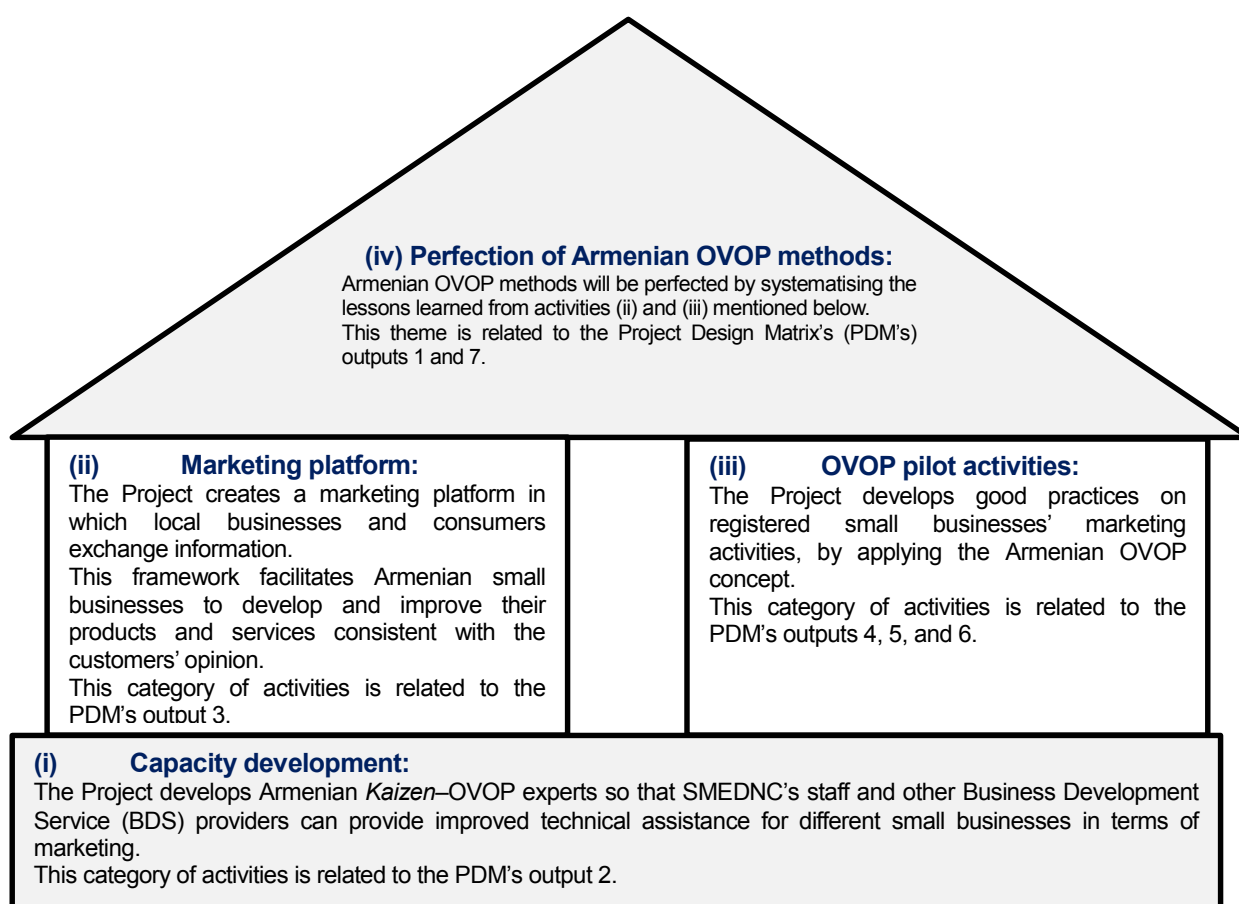 (iv) Perfection of Armenian OVOP methods:
Armenian OVOP methods will be perfected by systematising the
lessons learned from activities (ii) and (iii) mentioned below.
This theme is related to the Project Design Matrix's (PDM's)
outputs 1 and 7.
(ii) Marketing platform:
The Project creates a marketing platform in
which local businesses and consumers
exchange information.
This framework facilitates Armenian small
businesses to develop and improve their
products and services consistent with the
customers' opinion.
This category of activities is related to the
PDM's output 3.
(iii) OVOP pilot activities:
The Project develops good practices on
registered small businesses' marketing
activities, by applying the Armenian OVOP
concept.
This category of activities is related to the
PDM's outputs 4, 5, and 6.
(i) Capacity development:
The Project develops Armenian Kaizen–OVOP experts so that SMEDNC's staff and other Business Development
Service (BDS) providers can provide improved technical assistance for different small businesses in terms of
marketing.
This category of activities is related to the PDM's output 2.